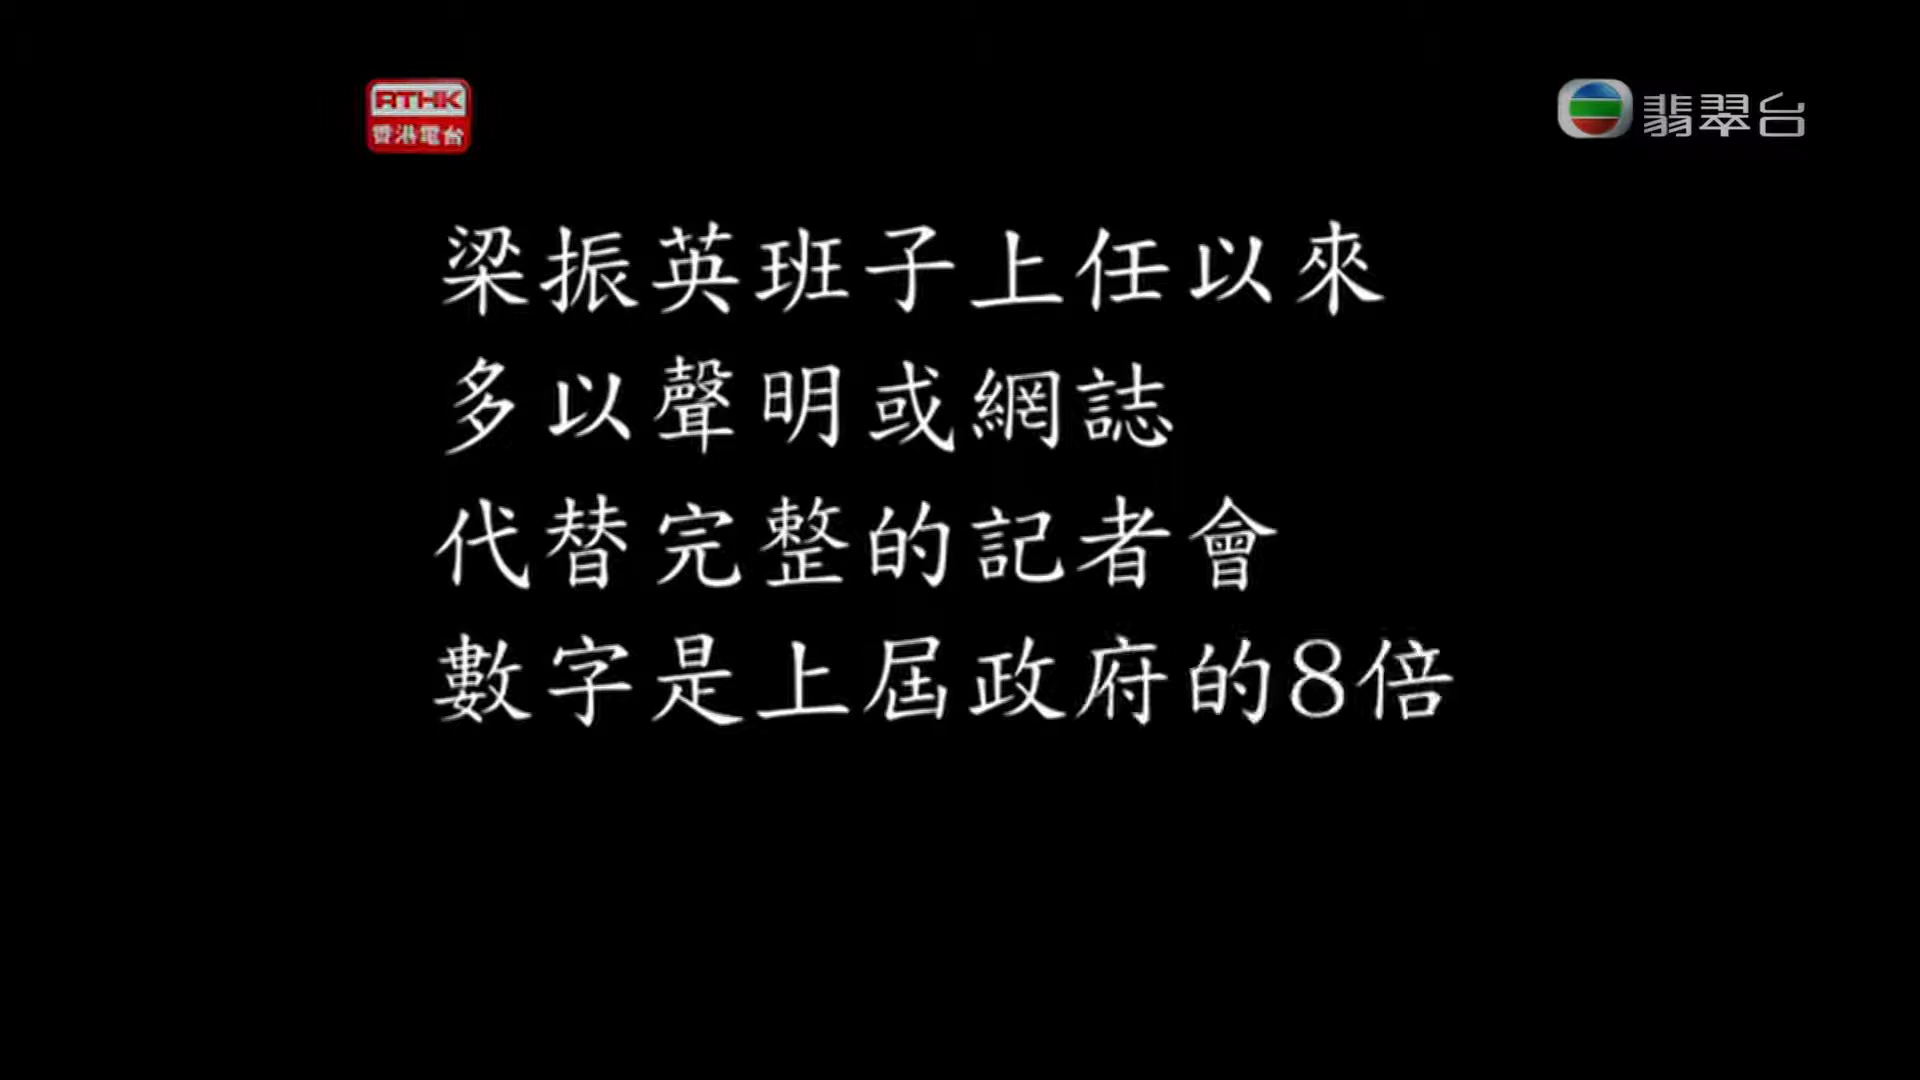 RTHK
香港電台
翡翠台
梁振英班子上任以來
多以聲明或網誌
代替完整的記者會
數字是上屆政府的8倍